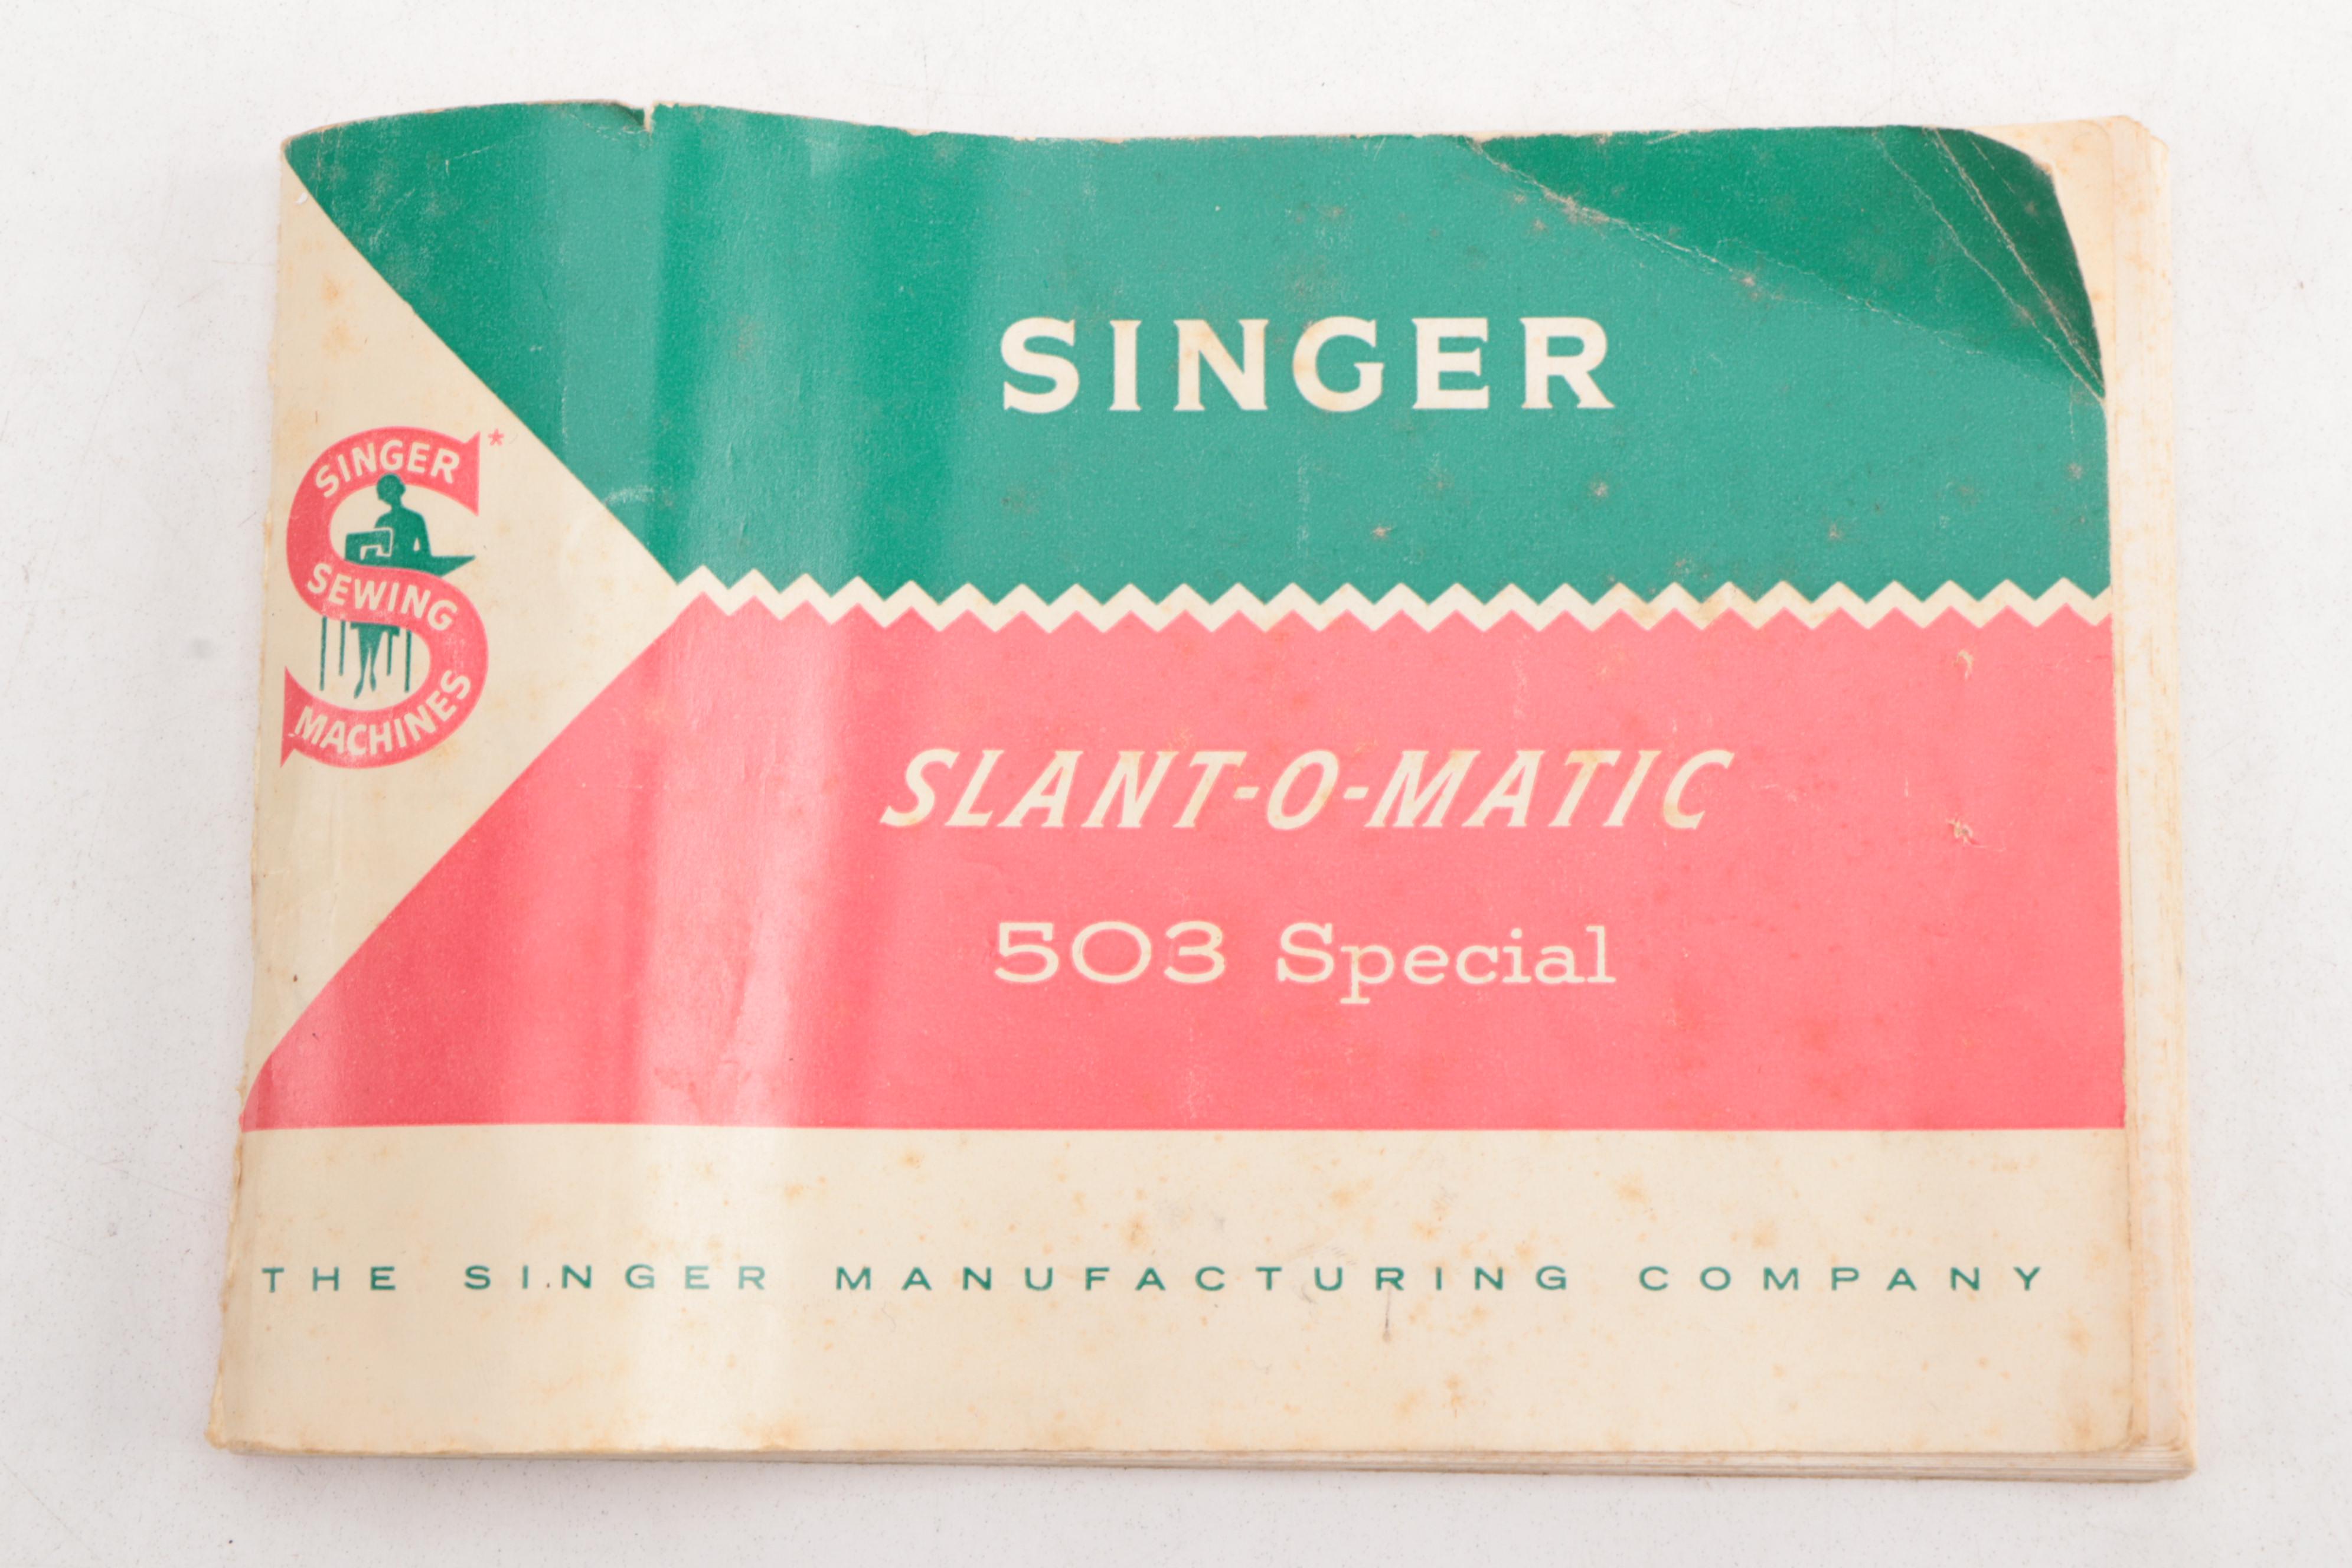 SINGER
SINGER*
SEWING
MACHINES
SLANT-O-MATIC
503 Special
THE SINGER MANUFACTURING COMPANY